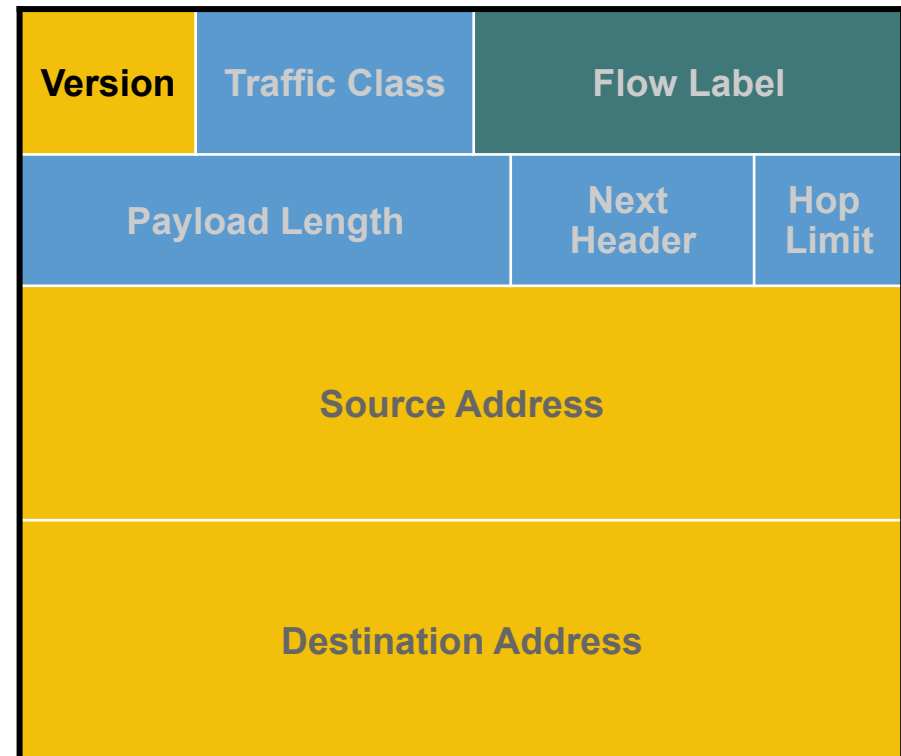 Version
Traffic Class
Flow Label
Payload Length
Next
Header
Hop
Limit
Source Address
Destination Address